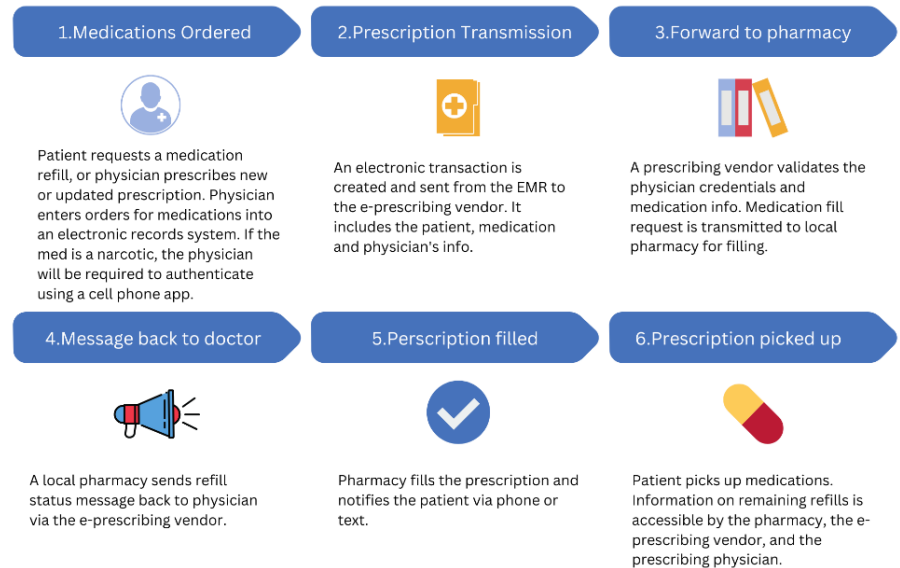 1.Medications Ordered
2.Prescription Transmission
3.Forward to pharmacy
Patient requests a medication
refill, or physician prescribes new
or updated prescription. Physician
enters orders for medications into
an electronic records system. If the
med is a narcotic, the physician
will be required to authenticate
using a cell phone app.
An electronic transaction is
created and sent from the EMR to
the e-prescribing vendor. It
includes the patient, medication
and physician's info.
A prescribing vendor validates the
physician credentials and
medication info. Medication fill
request is transmitted to local
pharmacy for filling.
4.Message back to doctor
5.Perscription filled
6.Prescription picked up
A local pharmacy sends refill
status message back to physician
via the e-prescribing vendor.
Pharmacy fills the prescription and
notifies the patient via phone or
text.
Patient picks up medications.
Information on remaining refills is
accessible by the pharmacy, the e-
prescribing vendor, and the
prescribing physician.